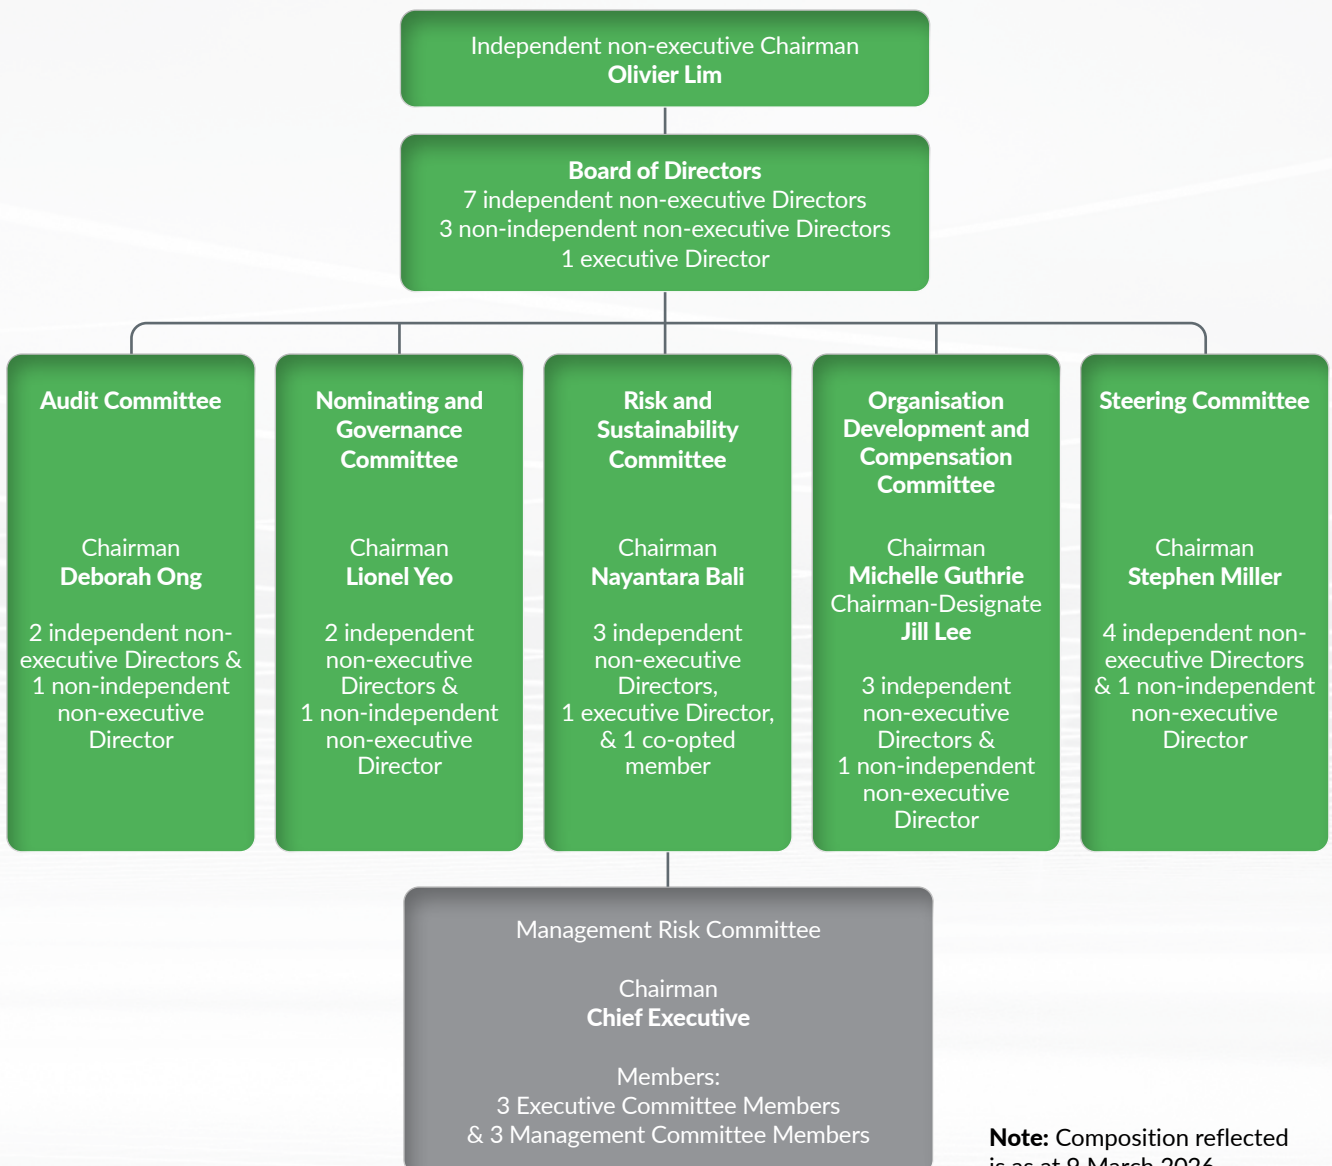 Independent non-executive Chairman
Olivier Lim
Board of Directors
7 independent non-executive Directors
3 non-independent non-executive Directors
1 executive Director
Audit Committee
Chairman
Deborah Ong
2 independent non-
executive Directors &
1 non-independent
non-executive
Director
Nominating and
Governance
Committee
Chairman
Lionel Yeo
2 independent
non-executive
Directors &
1 non-independent
non-executive
Director
Risk and
Sustainability
Committee
Chairman
Nayantara Bali
3 independent
non-executive
Directors,
1 executive Director,
& 1 co-opted
member
Organisation
Development and
Compensation
Committee
Chairman
Michelle Guthrie
Chairman-Designate
Jill Lee
3 independent
non-executive
Directors &
1 non-independent
non-executive
Director
Steering Committee
Chairman
Stephen Miller
4 independent non-
executive Directors
& 1 non-independent
non-executive
Director
Management Risk Committee
Chairman
Chief Executive
Members:
3 Executive Committee Members
& 3 Management Committee Members
Note: Composition reflected
is as at 9 March 2026